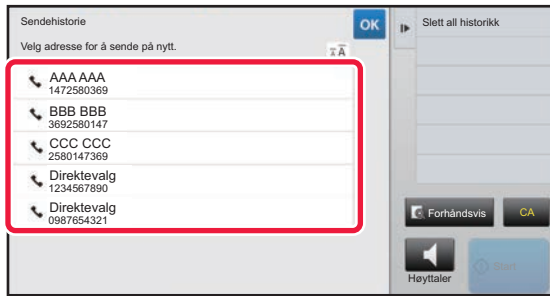 Sendehistorie
OK
Slett all historikk
Velg adresse for å sende på nytt.
AAA AAA
1472580369
BBB BBB
3692580147
CCC CCC
2580147369
Direktevalg
1234567890
Direktevalg
0987654321
Forhåndsvis
CA
Høyttaler
Start